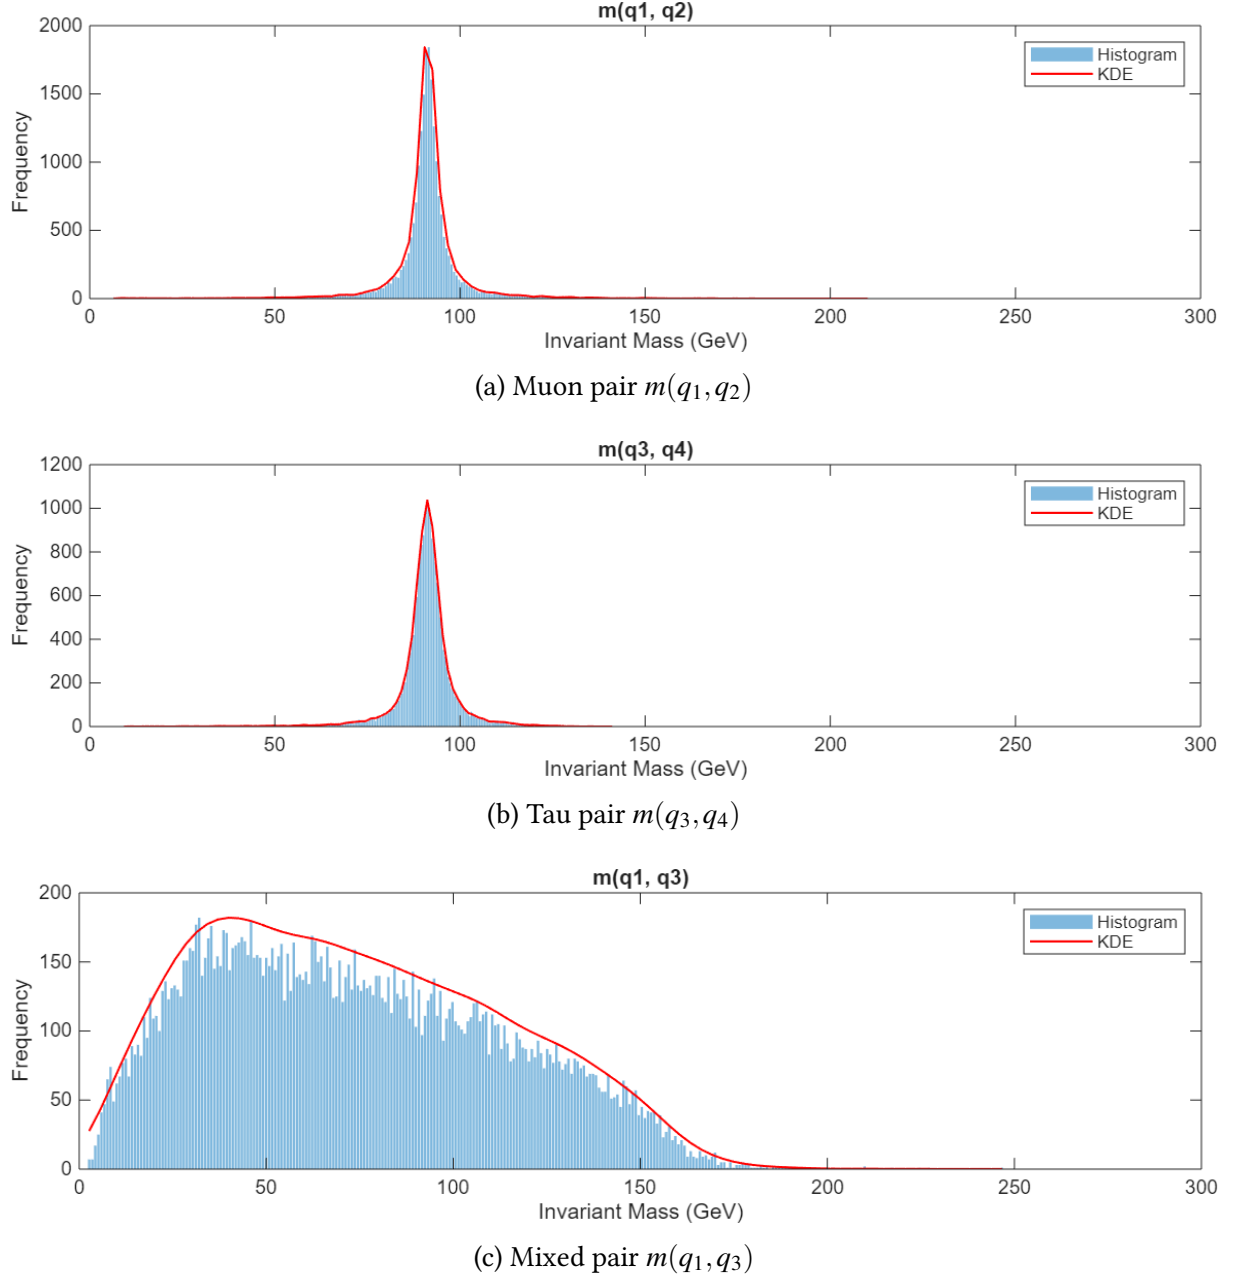 m(q1, q2)
2000
1500
1000
500
0
Frequency
Histogram
KDE
0 50 100 150 200 250 300
Invariant Mass (GeV)
(a) Muon pair m(q₁,q₂)
m(q3, q4)
1200
1000
800
600
400
200
0
Frequency
Histogram
KDE
0 50 100 150 200 250 300
Invariant Mass (GeV)
(b) Tau pair m(q₃,q₄)
m(q1, q3)
200
150
100
50
0
Frequency
Histogram
KDE
0 50 100 150 200 250 300
Invariant Mass (GeV)
(c) Mixed pair m(q₁,q₃)